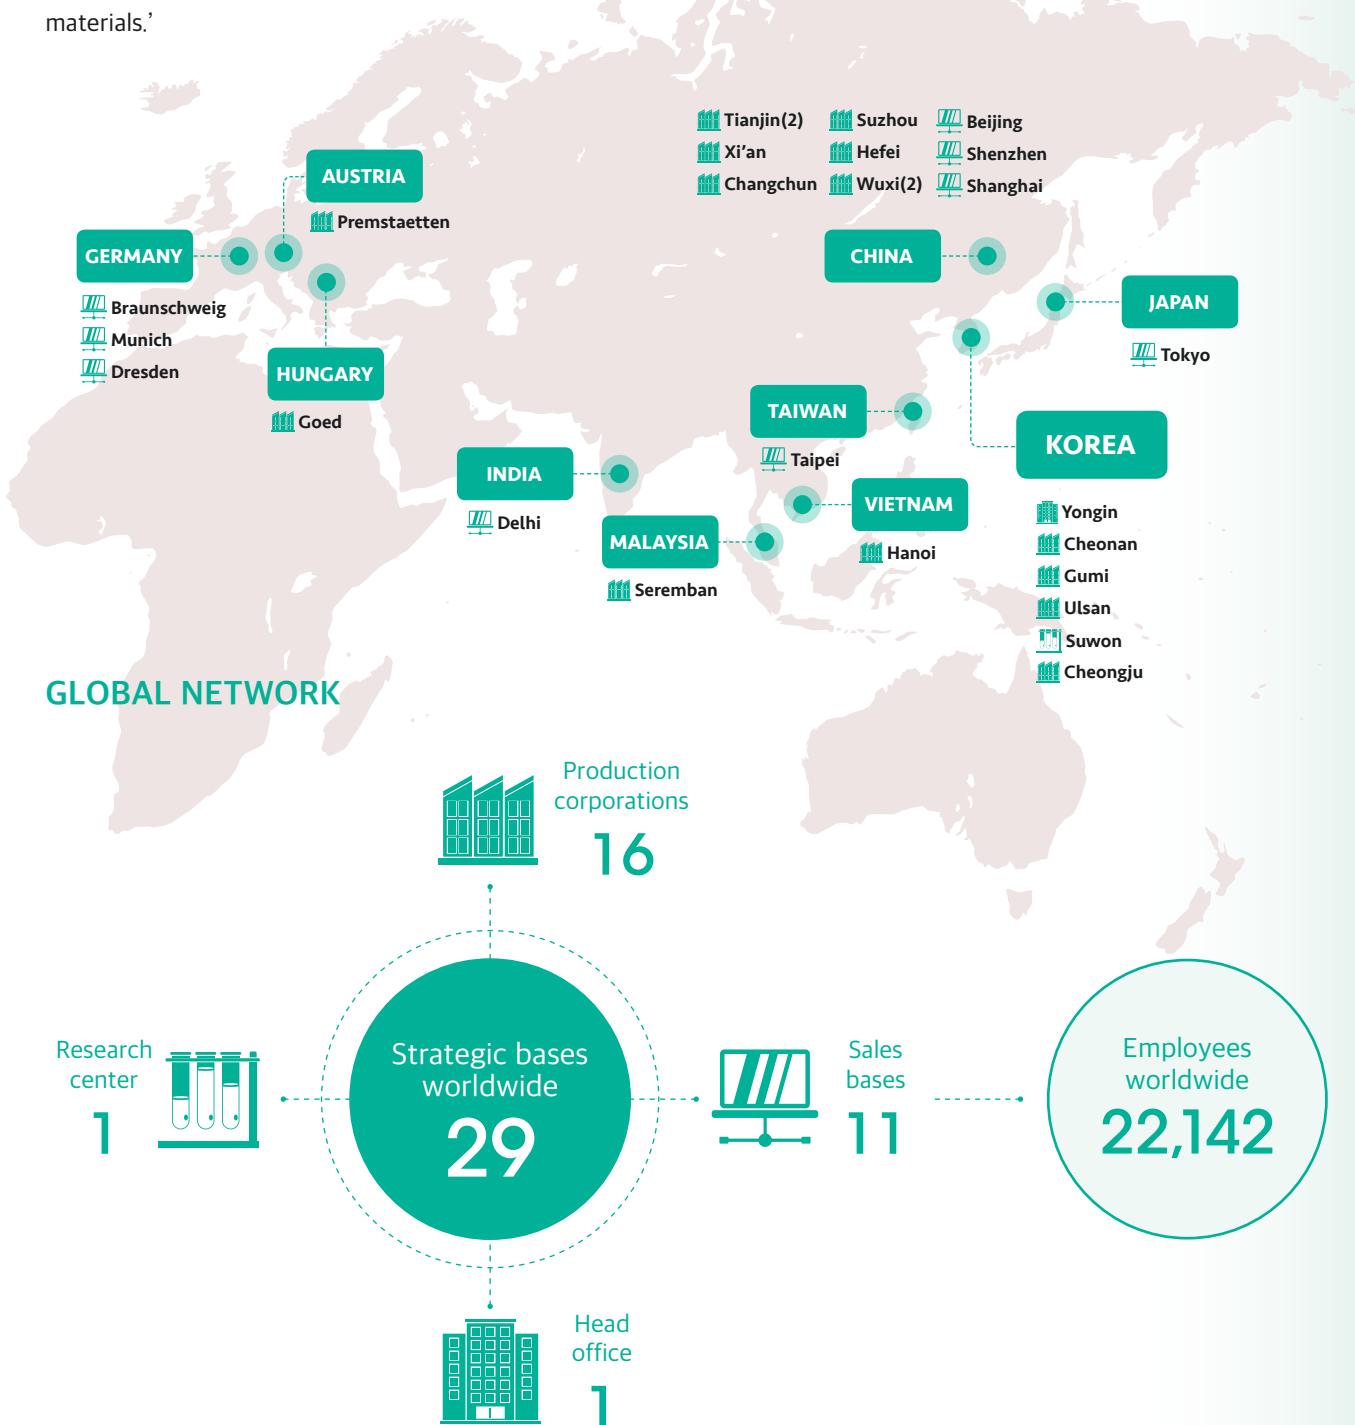 materials.’
Tianjin(2)
Suzhou
Beijing
Xi’an
Hefei
Shenzhen
Changchun
Wuxi(2)
Shanghai
AUSTRIA
Premstaetten
GERMANY
Braunschweig
Munich
Dresden
HUNGARY
Goed
CHINA
JAPAN
Tokyo
TAIWAN
Taipei
KOREA
Yongin
Cheonan
Gumi
Ulsan
Suwon
Cheongju
INDIA
Delhi
VIETNAM
Hanoi
MALAYSIA
Seremban
GLOBAL NETWORK
Production
corporations
16
Research
center
1
Strategic bases
worldwide
29
Sales
bases
11
Employees
worldwide
22,142
Head
office
1